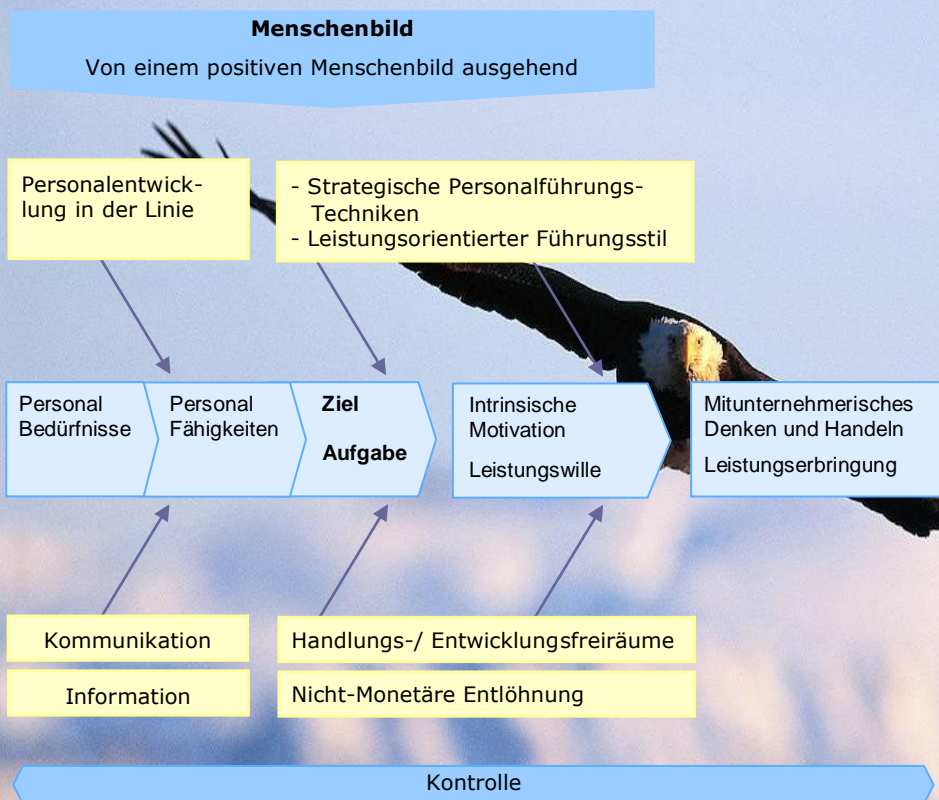 Menschenbild
Von einem positiven Menschenbild ausgehend
Personalentwick-
lung in der Linie
- Strategische Personalführungs-
Techniken
- Leistungsorientierter Führungsstil
Personal
Bedürfnisse
Personal
Fähigkeiten
Ziel
Aufgabe
Intrinsische
Motivation
Leistungswille
Mitunternehmerisches
Denken und Handeln
Leistungserbringung
Kommunikation
Information
Handlungs-/ Entwicklungsfreiräume
Nicht-Monetäre Entlöhnung
Kontrolle